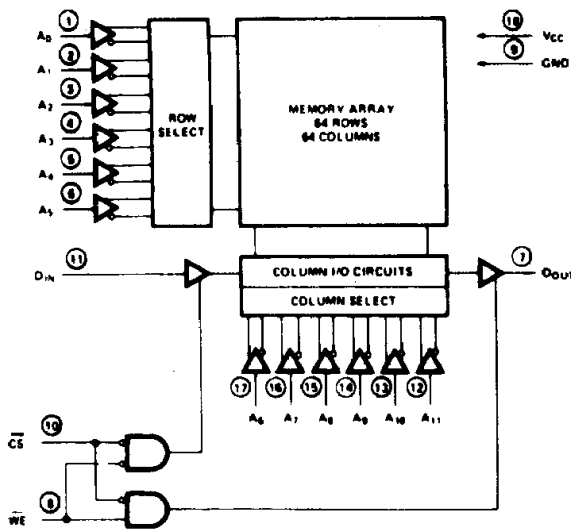 1
A0
2
A1
3
A2
4
A3
5
A4
6
A5
ROW
SELECT
MEMORY ARRAY
64 ROWS
64 COLUMNS
18
VCC
9
GND
11
DIN
COLUMN I/O CIRCUITS
COLUMN SELECT
7
DOUT
17
16
15
14
13
12
A6
A7
A8
A9
A10
A11
10
CS
8
WE